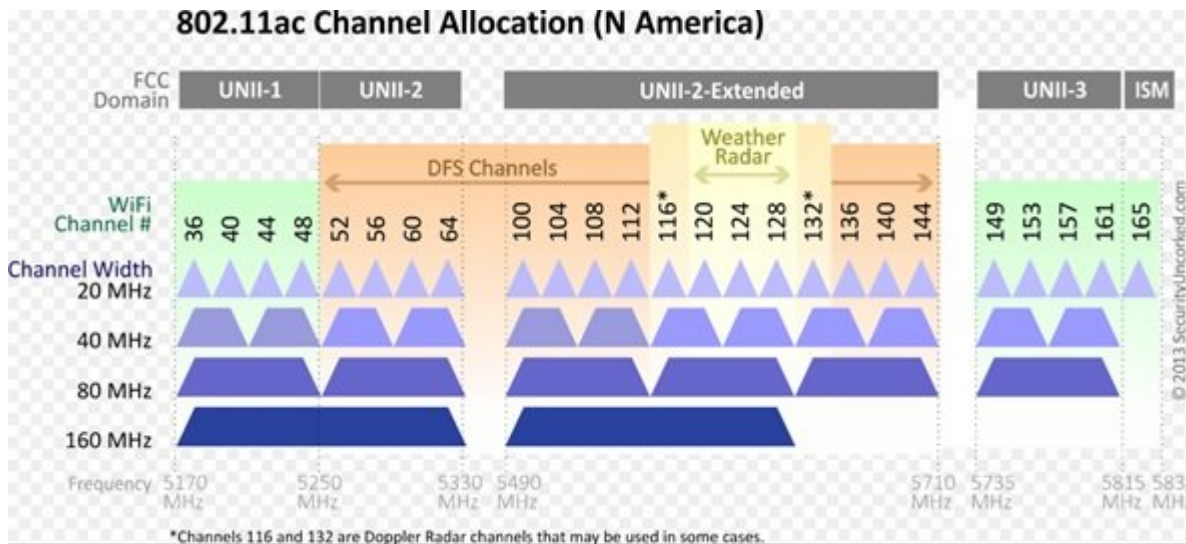 802.11ac Channel Allocation (N America)
FCC
Domain
UNII-1 UNII-2 UNII-2-Extended UNII-3 ISM
Weather
Radar
DFS Channels
WiFi
Channel #
36 40 44 48 52 56 60 64 100 104 108 112 116* 120 124 128 132* 136 140 144 149 153 157 161 165
Channel Width
20 MHz
40 MHz
80 MHz
160 MHz
Frequency 5170 5250 5330 5490 5710 5735 5815 583
MHz MHz MHz MHz MHz MHz MHz MH
*Channels 116 and 132 are Doppler Radar channels that may be used in some cases.
© 2013 SecurityUncorked.com